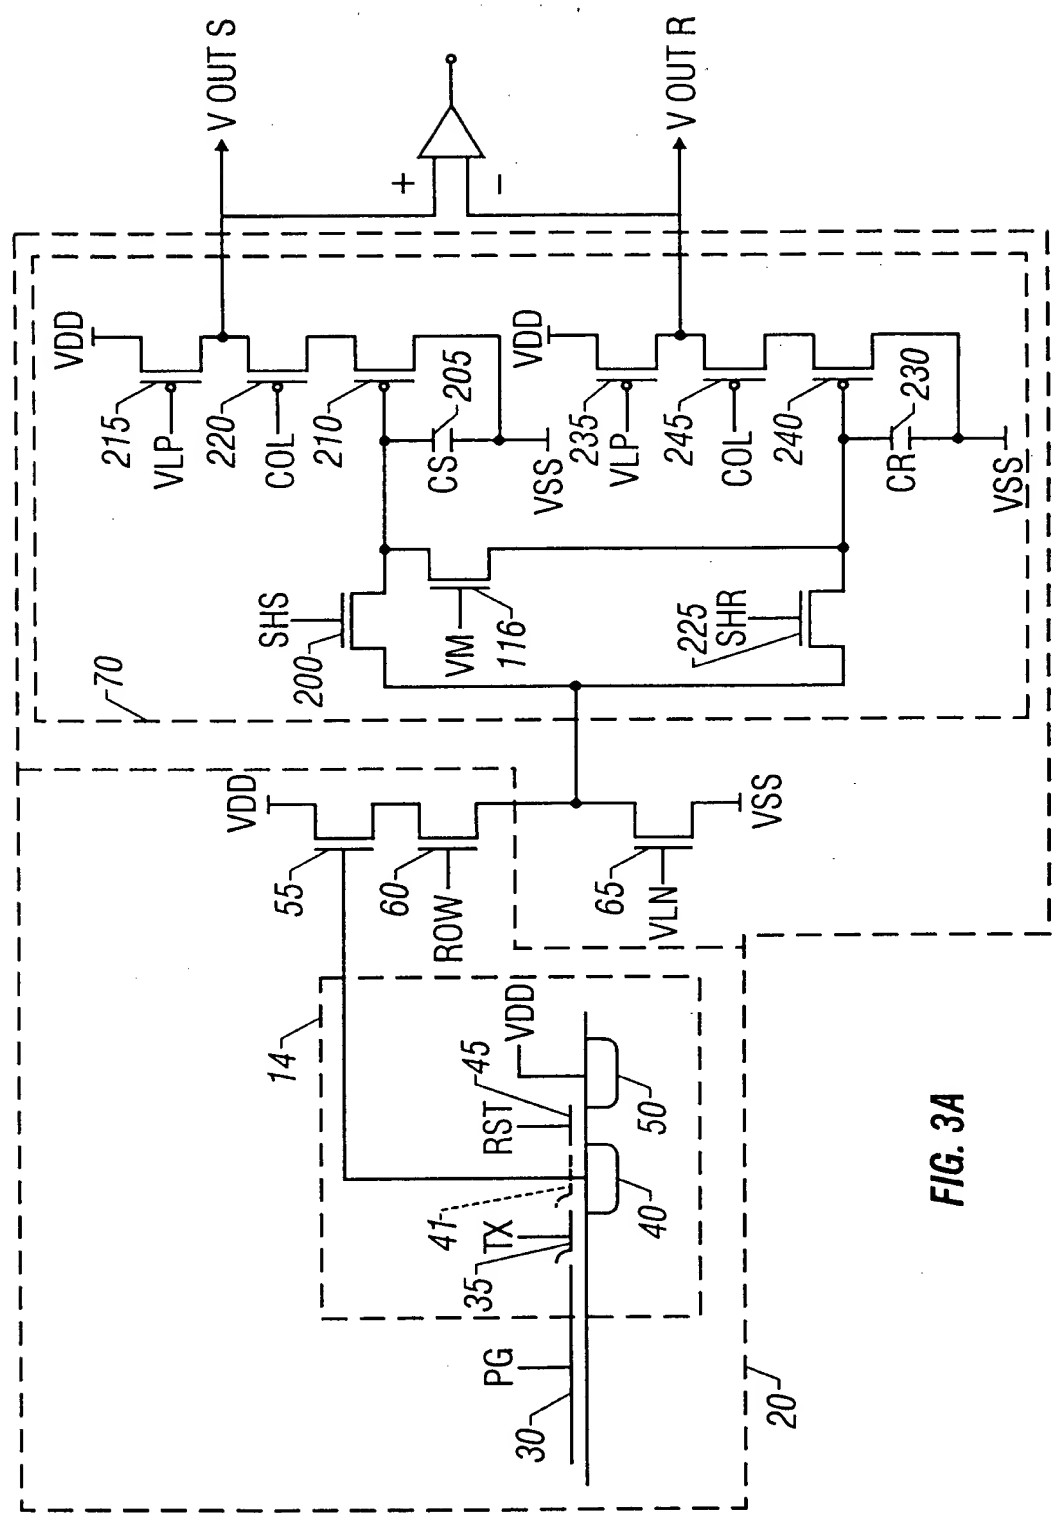 V OUT S
V OUT R
+
−
VDD
215
VLP
220
COL
210
CS
205
VSS
VDD
235
VLP
245
COL
240
CR
230
VSS
SHS
200
VM
116
225
SHR
70
VDD
55
60
ROW
65
VLN
VSS
14
VDD
45
RST
41
TX
35
40
50
PG
30
20
FIG. 3A